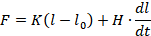 F = K(l − l₀) + H · dl/dt